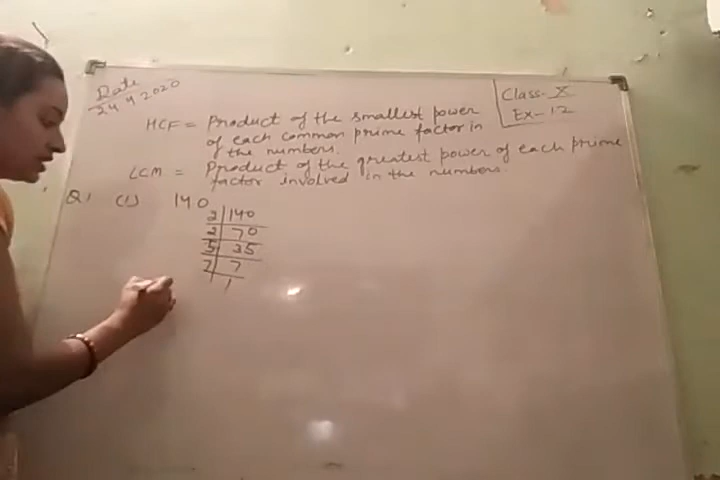 Date
24 4 2020
Class-X
Ex-1.2
HCF = Product of the smallest power
of each common prime factor in
the numbers.
LCM = Product of the greatest power of each prime
factor involved in the numbers.
Q1 (1) 140
2 | 140
2 | 70
5 | 35
7 | 7
1